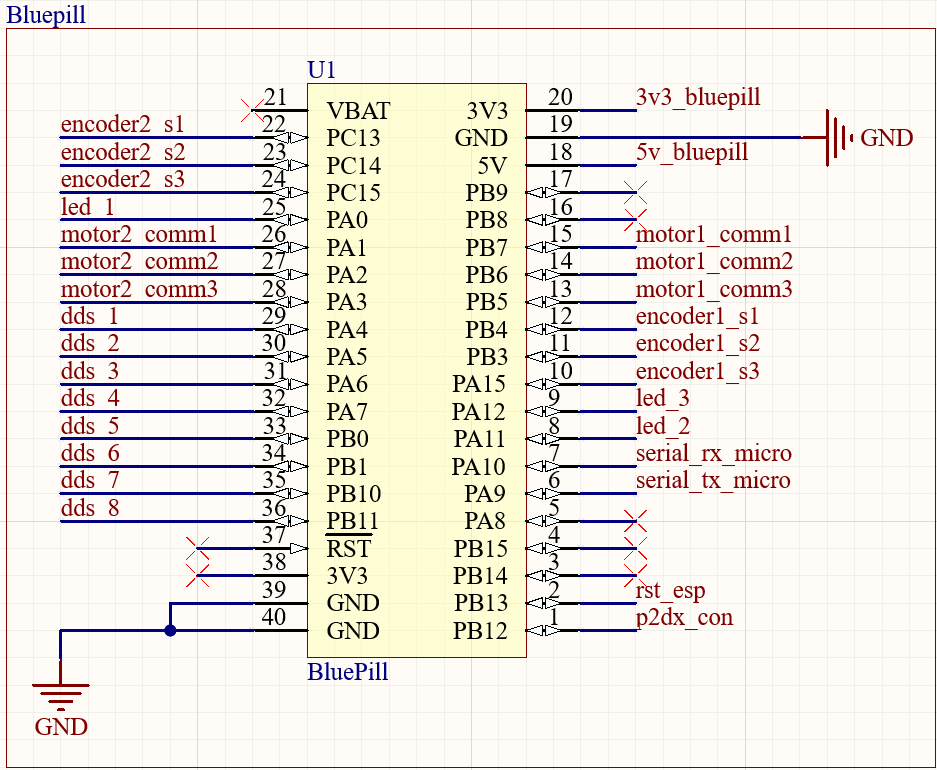 Bluepill
U1
21 VBAT 3V3 20 3v3_bluepill
encoder2_s1 22 PC13 GND 19 GND
encoder2_s2 23 PC14 5V 18 5v_bluepill
encoder2_s3 24 PC15 PB9 17
led_1 25 PA0 PB8 16
motor2_comm1 26 PA1 PB7 15 motor1_comm1
motor2_comm2 27 PA2 PB6 14 motor1_comm2
motor2_comm3 28 PA3 PB5 13 motor1_comm3
dds_1 29 PA4 PB4 12 encoder1_s1
dds_2 30 PA5 PB3 11 encoder1_s2
dds_3 31 PA6 PA15 10 encoder1_s3
dds_4 32 PA7 PA12 9 led_3
dds_5 33 PB0 PA11 8 led_2
dds_6 34 PB1 PA10 7 serial_rx_micro
dds_7 35 PB10 PA9 6 serial_tx_micro
dds_8 36 PB11 PA8 5
37 RST PB15 4
38 3V3 PB14 3
39 GND PB13 2 rst_esp
40 GND PB12 1 p2dx_con
BluePill
GND